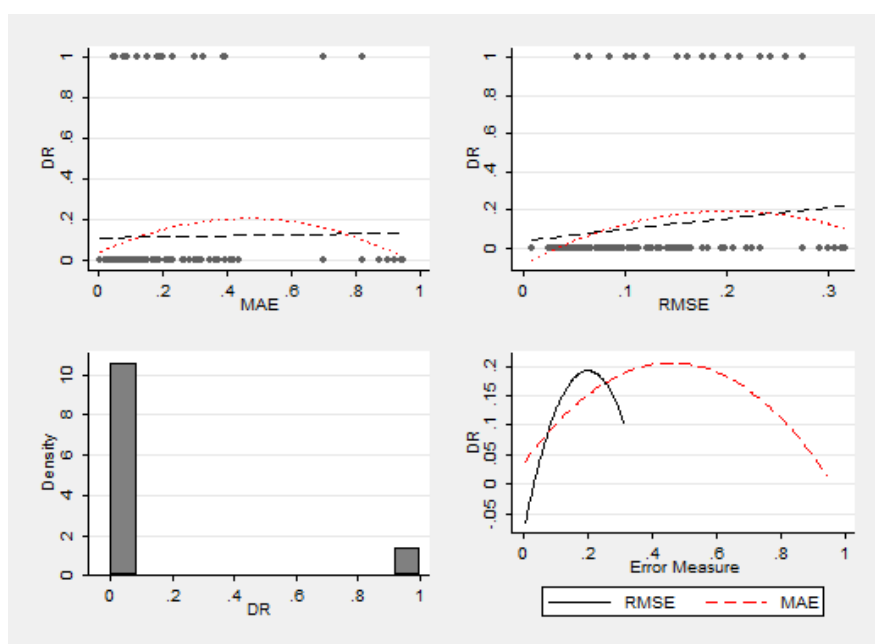 DR
0 .2 .4 .6 .8 1
0 .2 .4 .6 .8 1
MAE
DR
0 .2 .4 .6 .8 1
0 .1 .2 .3
RMSE
Density
0 2 4 6 8 10
0 .2 .4 .6 .8 1
DR
DR
-.05 0 .05 .1 .15 .2
0 .2 .4 .6 .8 1
Error Measure
RMSE MAE